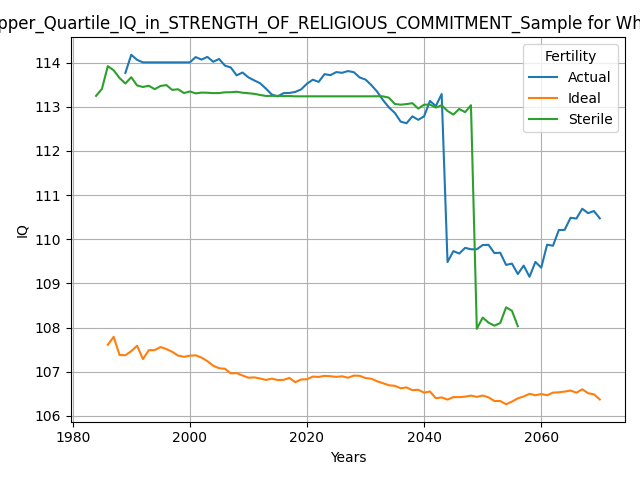 pper_Quartile_IQ_in_STRENGTH_OF_RELIGIOUS_COMMITMENT_Sample for Wh
Fertility
Actual
Ideal
Sterile
IQ
114
113
112
111
110
109
108
107
106
1980
2000
2020
2040
2060
Years